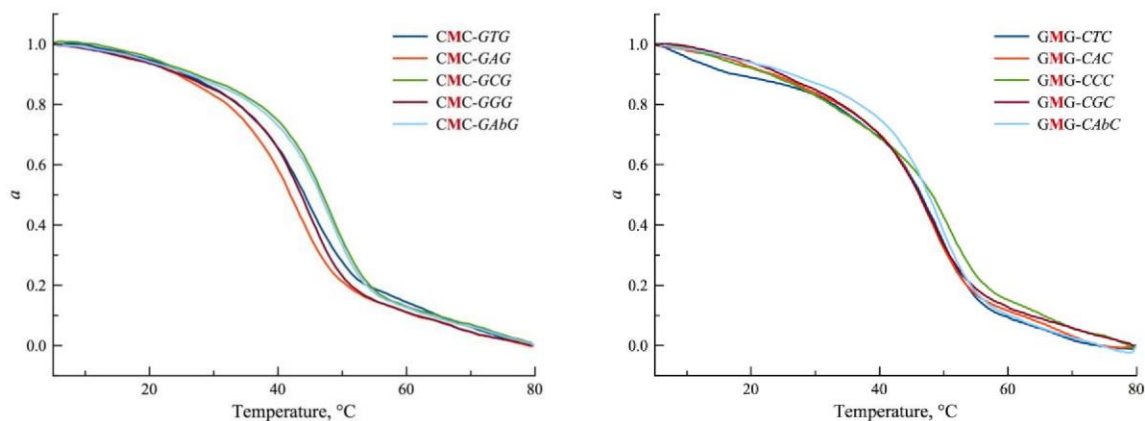 1.0
0.8
0.6
0.4
0.2
0.0
a
20
40
60
80
Temperature, °C
CMC-GTG
CMC-GAG
CMC-GCG
CMC-GGG
CMC-GAbG
1.0
0.8
0.6
0.4
0.2
0.0
a
20
40
60
80
Temperature, °C
GMG-CTC
GMG-CAC
GMG-CCC
GMG-CGC
GMG-CAbC